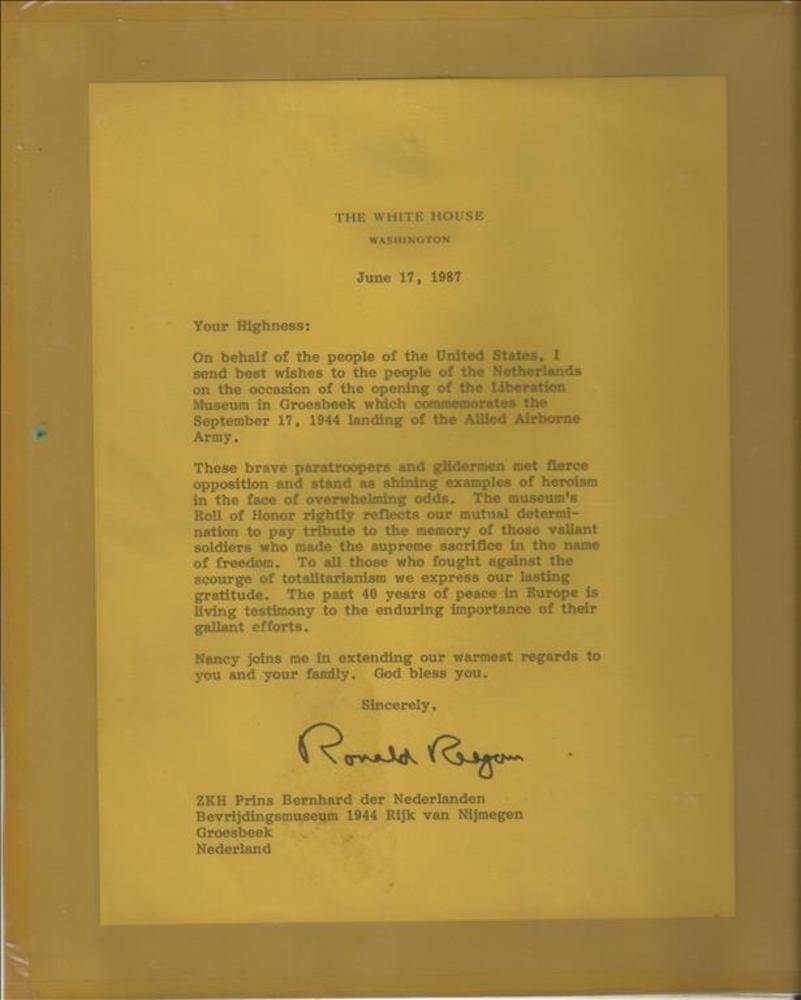 THE WHITE HOUSE
WASHINGTON
June 17, 1987
Your Highness:
On behalf of the people of the United States, I
send best wishes to the people of the Netherlands
on the occasion of the opening of the Liberation
Museum in Groesbeek which commemorates the
September 17, 1944 landing of the Allied Airborne
Army.
These brave paratroopers and glidermen met fierce
opposition and stand as shining examples of heroism
in the face of overwhelming odds. The museum's
Roll of Honor rightly reflects our mutual determi-
nation to pay tribute to the memory of those valiant
soldiers who made the supreme sacrifice in the name
of freedom. To all those who fought against the
scourge of totalitarianism we express our lasting
gratitude. The past 40 years of peace in Europe is
living testimony to the enduring importance of their
gallant efforts.
Nancy joins me in extending our warmest regards to
you and your family. God bless you.
Sincerely,
Ronald Reagan
ZKH Prins Bernhard der Nederlanden
Bevrijdingsmuseum 1944 Rijk van Nijmegen
Groesbeek
Nederland